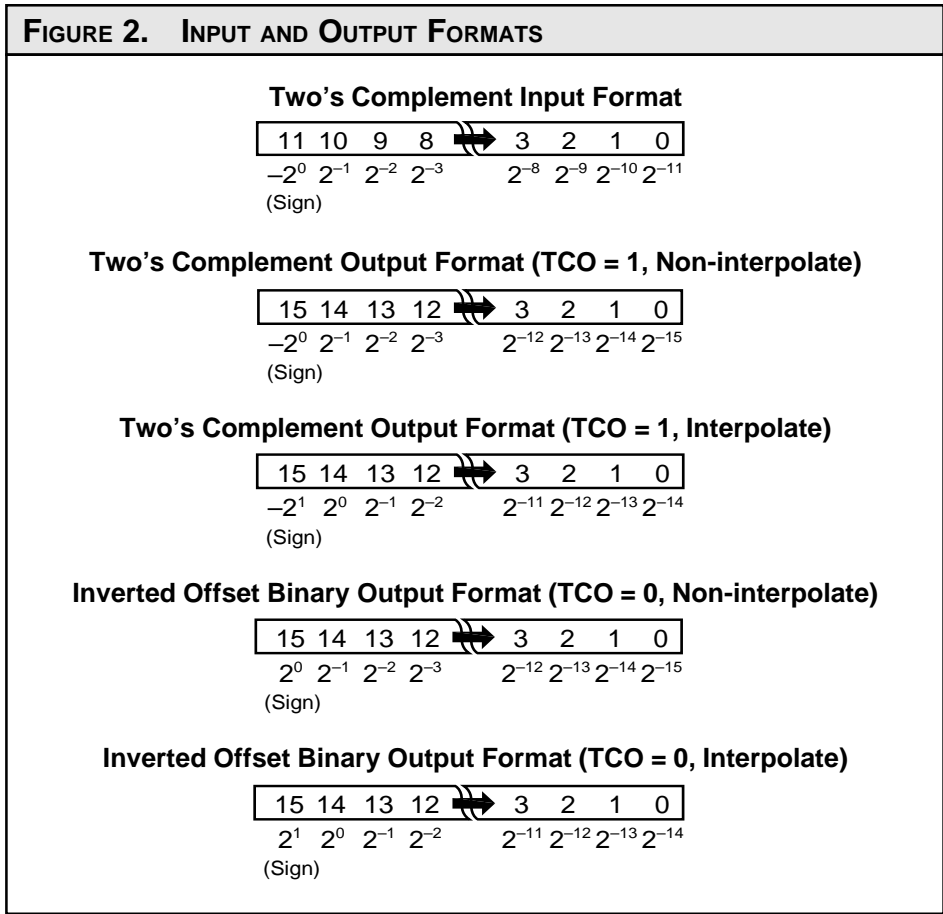 FIGURE 2. INPUT AND OUTPUT FORMATS
Two's Complement Input Format
11 10 9 8 3 2 1 0
–2⁰ 2⁻¹ 2⁻² 2⁻³ 2⁻⁸ 2⁻⁹ 2⁻¹⁰ 2⁻¹¹
(Sign)
Two's Complement Output Format (TCO = 1, Non-interpolate)
15 14 13 12 3 2 1 0
–2⁰ 2⁻¹ 2⁻² 2⁻³ 2⁻¹² 2⁻¹³ 2⁻¹⁴ 2⁻¹⁵
(Sign)
Two's Complement Output Format (TCO = 1, Interpolate)
15 14 13 12 3 2 1 0
–2¹ 2⁰ 2⁻¹ 2⁻² 2⁻¹¹ 2⁻¹² 2⁻¹³ 2⁻¹⁴
(Sign)
Inverted Offset Binary Output Format (TCO = 0, Non-interpolate)
15 14 13 12 3 2 1 0
2⁰ 2⁻¹ 2⁻² 2⁻³ 2⁻¹² 2⁻¹³ 2⁻¹⁴ 2⁻¹⁵
(Sign)
Inverted Offset Binary Output Format (TCO = 0, Interpolate)
15 14 13 12 3 2 1 0
2¹ 2⁰ 2⁻¹ 2⁻² 2⁻¹¹ 2⁻¹² 2⁻¹³ 2⁻¹⁴
(Sign)